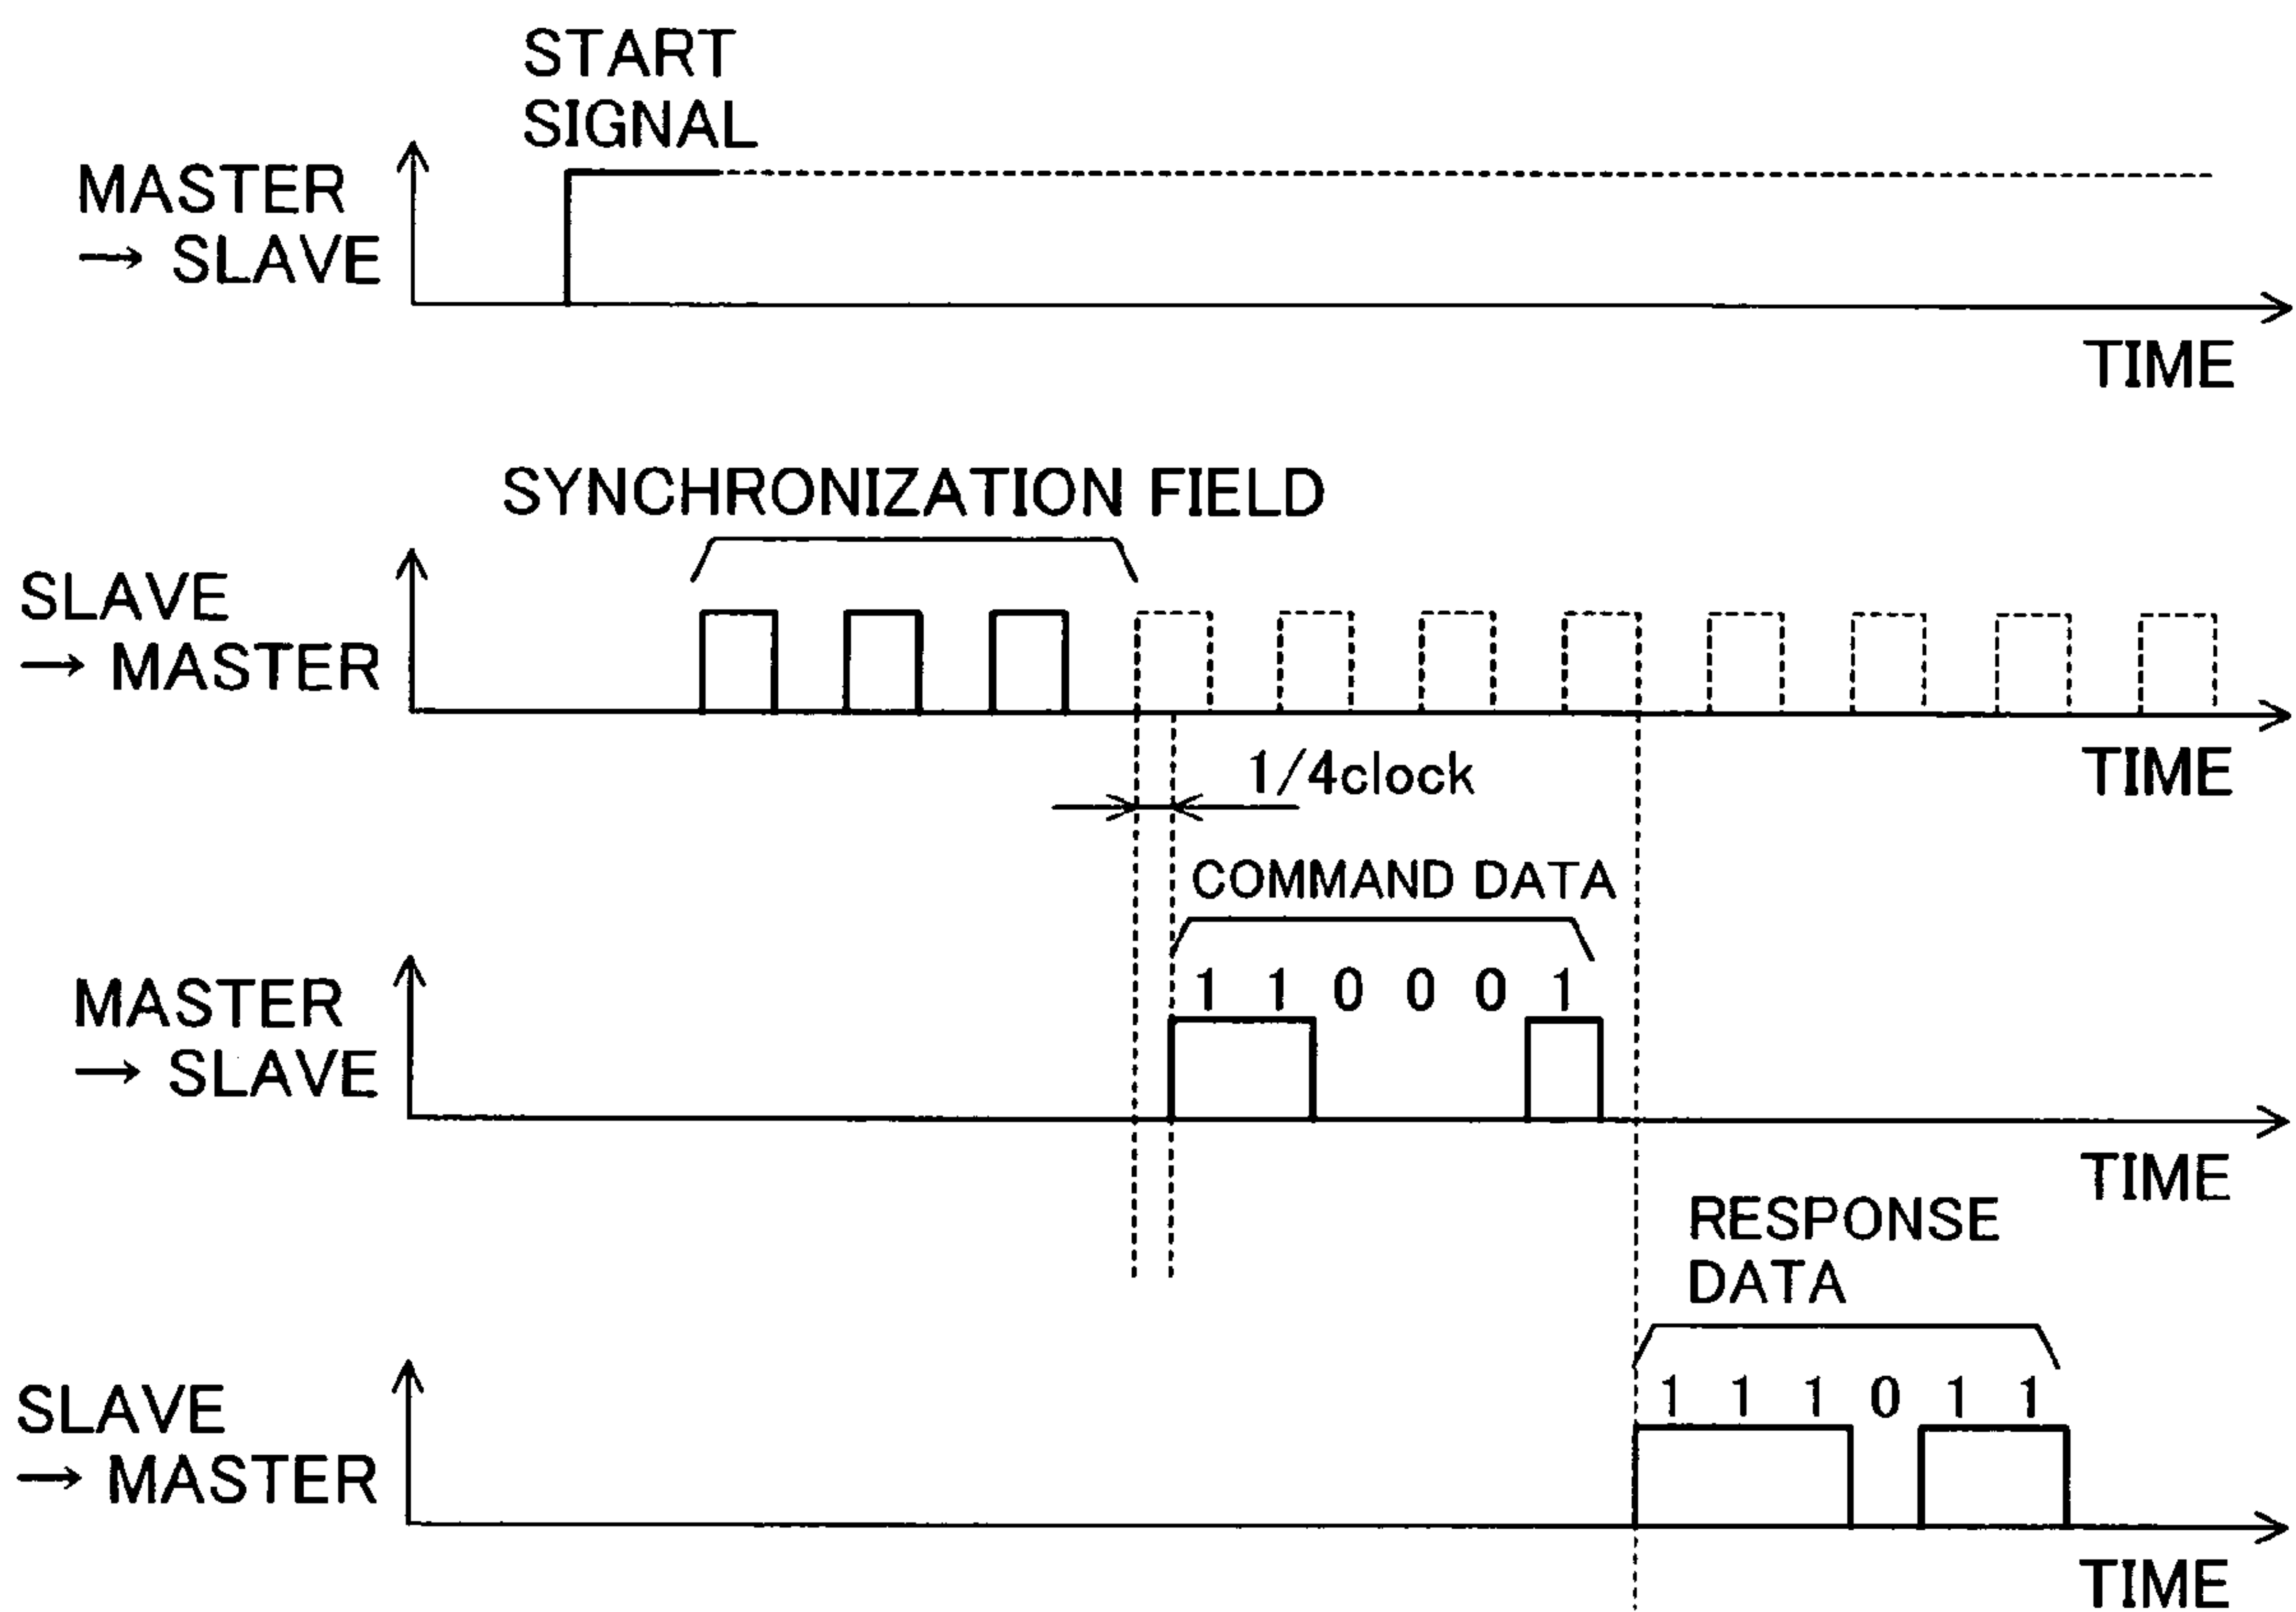 START
SIGNAL
MASTER
→ SLAVE
TIME
SYNCHRONIZATION FIELD
SLAVE
→ MASTER
TIME
1/4clock
COMMAND DATA
1 1 0 0 0 1
MASTER
→ SLAVE
TIME
RESPONSE
DATA
1 1 1 0 1 1
SLAVE
→ MASTER
TIME